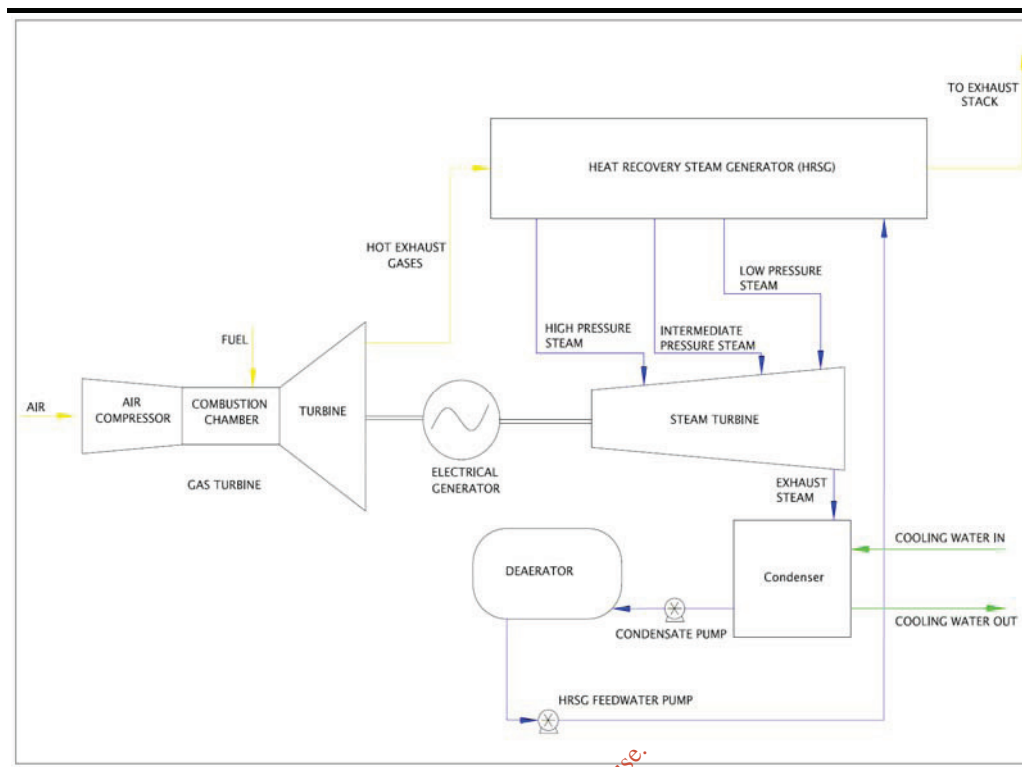 TO EXHAUST
STACK
HEAT RECOVERY STEAM GENERATOR (HRSG)
HOT EXHAUST
GASES
LOW PRESSURE
STEAM
HIGH PRESSURE
STEAM
INTERMEDIATE
PRESSURE STEAM
FUEL
AIR
AIR
COMPRESSOR
COMBUSTION
CHAMBER
TURBINE
STEAM TURBINE
GAS TURBINE
ELECTRICAL
GENERATOR
EXHAUST
STEAM
COOLING WATER IN
DEAERATOR
Condenser
COOLING WATER OUT
CONDENSATE PUMP
HRSG FEEDWATER PUMP
se.